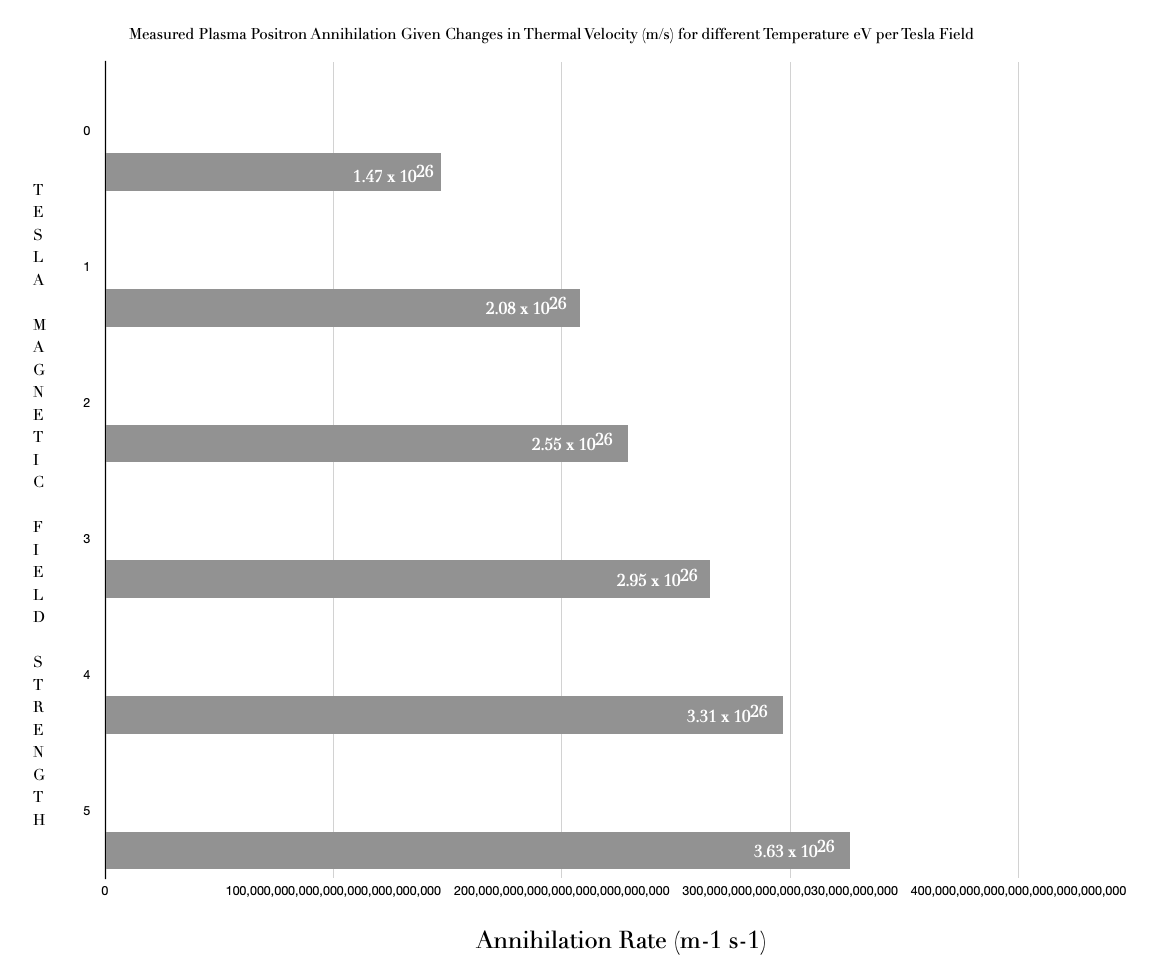 Measured Plasma Positron Annihilation Given Changes in Thermal Velocity (m/s) for different Temperature eV per Tesla Field
TESLA MAGNETIC FIELD STRENGTH
0
1.47 x 10²⁶
1
2.08 x 10²⁶
2
2.55 x 10²⁶
3
2.95 x 10²⁶
4
3.31 x 10²⁶
5
3.63 x 10²⁶
0 100,000,000,000,000,000,000,000,000 200,000,000,000,000,000,000,000,000 300,000,000,000,000,030,000,000,000 400,000,000,000,000,000,000,000,000
Annihilation Rate (m-1 s-1)